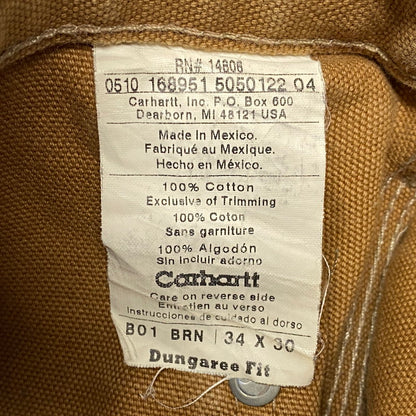 RN# 14806
0510 168951 5050122 04
Carhartt, Inc. P.O. Box 600
Dearborn, MI 48121 USA
Made in Mexico.
Fabriqué au Mexique.
Hecho en México.
100% Cotton
Exclusive of Trimming
100% Coton
Sans garniture
100% Algodón
Sin incluir adorno
Carhartt
Care on reverse side
Entretien au verso
Instrucciones de cuidado al dorso
B01 BRN | 34 X 30
Dungaree Fit